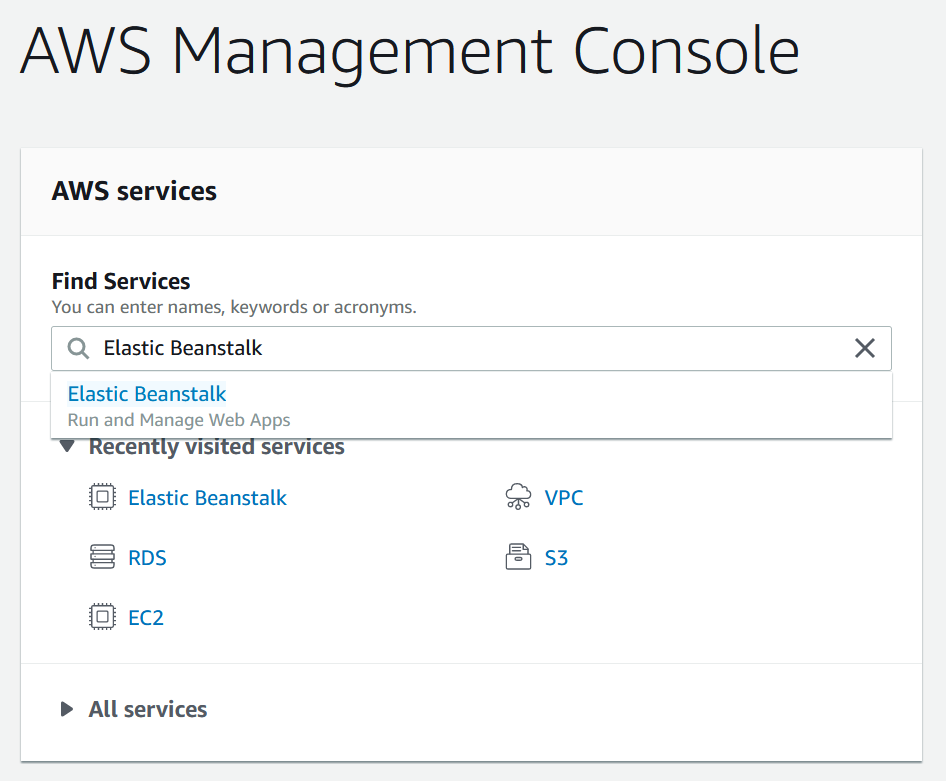 AWS Management Console
AWS services
Find Services
You can enter names, keywords or acronyms.
Elastic Beanstalk
Elastic Beanstalk
Run and Manage Web Apps
Recently visited services
Elastic Beanstalk
VPC
RDS
S3
EC2
All services